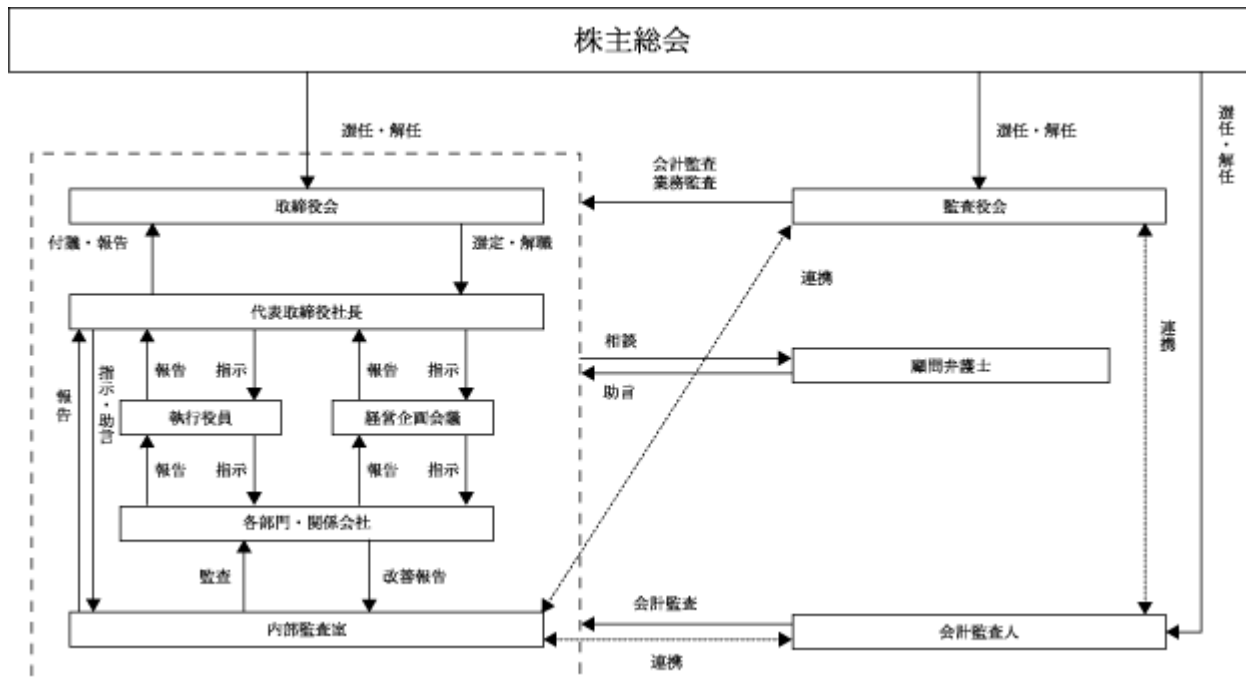 株主総会
選任・解任
選任・解任
選任・解任
会計監査
業務監査
取締役会
監査役会
付議・報告
選定・解職
連携
代表取締役社長
連携
相談
顧問弁護士
助言
報告
指示
報告
指示
報告
指示・助言
執行役員
経営企画会議
報告
指示
報告
指示
各部門・関係会社
監査
改善報告
会計監査
内部監査室
会計監査人
連携